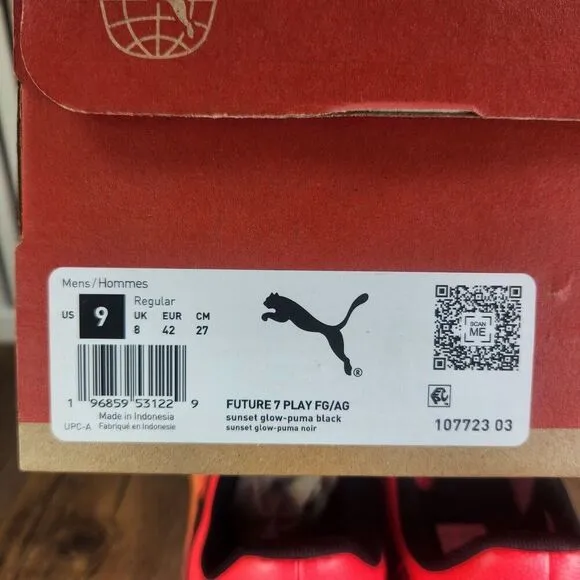 Mens/Hommes
Regular
US 9 UK EUR CM
8 42 27
1 96859 53122 9
Made in Indonesia
UPC-A Fabriqué en Indonésie
®
FUTURE 7 PLAY FG/AG
sunset glow-puma black
sunset glow-puma noir
SCAN
ME
107723 03